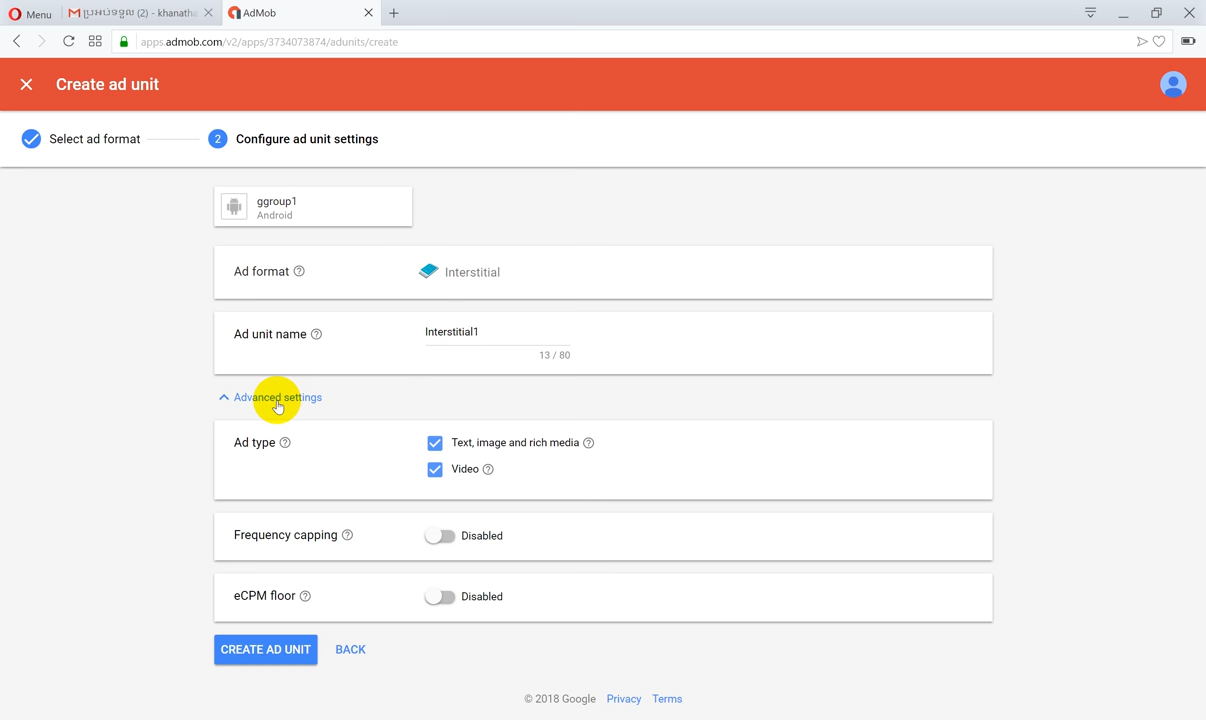 Menu
ប្រអប់ទទួល (2) - khanatha
AdMob
apps.admob.com/v2/apps/3734073874/adunits/create
Create ad unit
Select ad format
2 Configure ad unit settings
ggroup1
Android
Ad format
Interstitial
Ad unit name
Interstitial1
13 / 80
Advanced settings
Ad type
Text, image and rich media
Video
Frequency capping
Disabled
eCPM floor
Disabled
CREATE AD UNIT BACK
© 2018 Google Privacy Terms